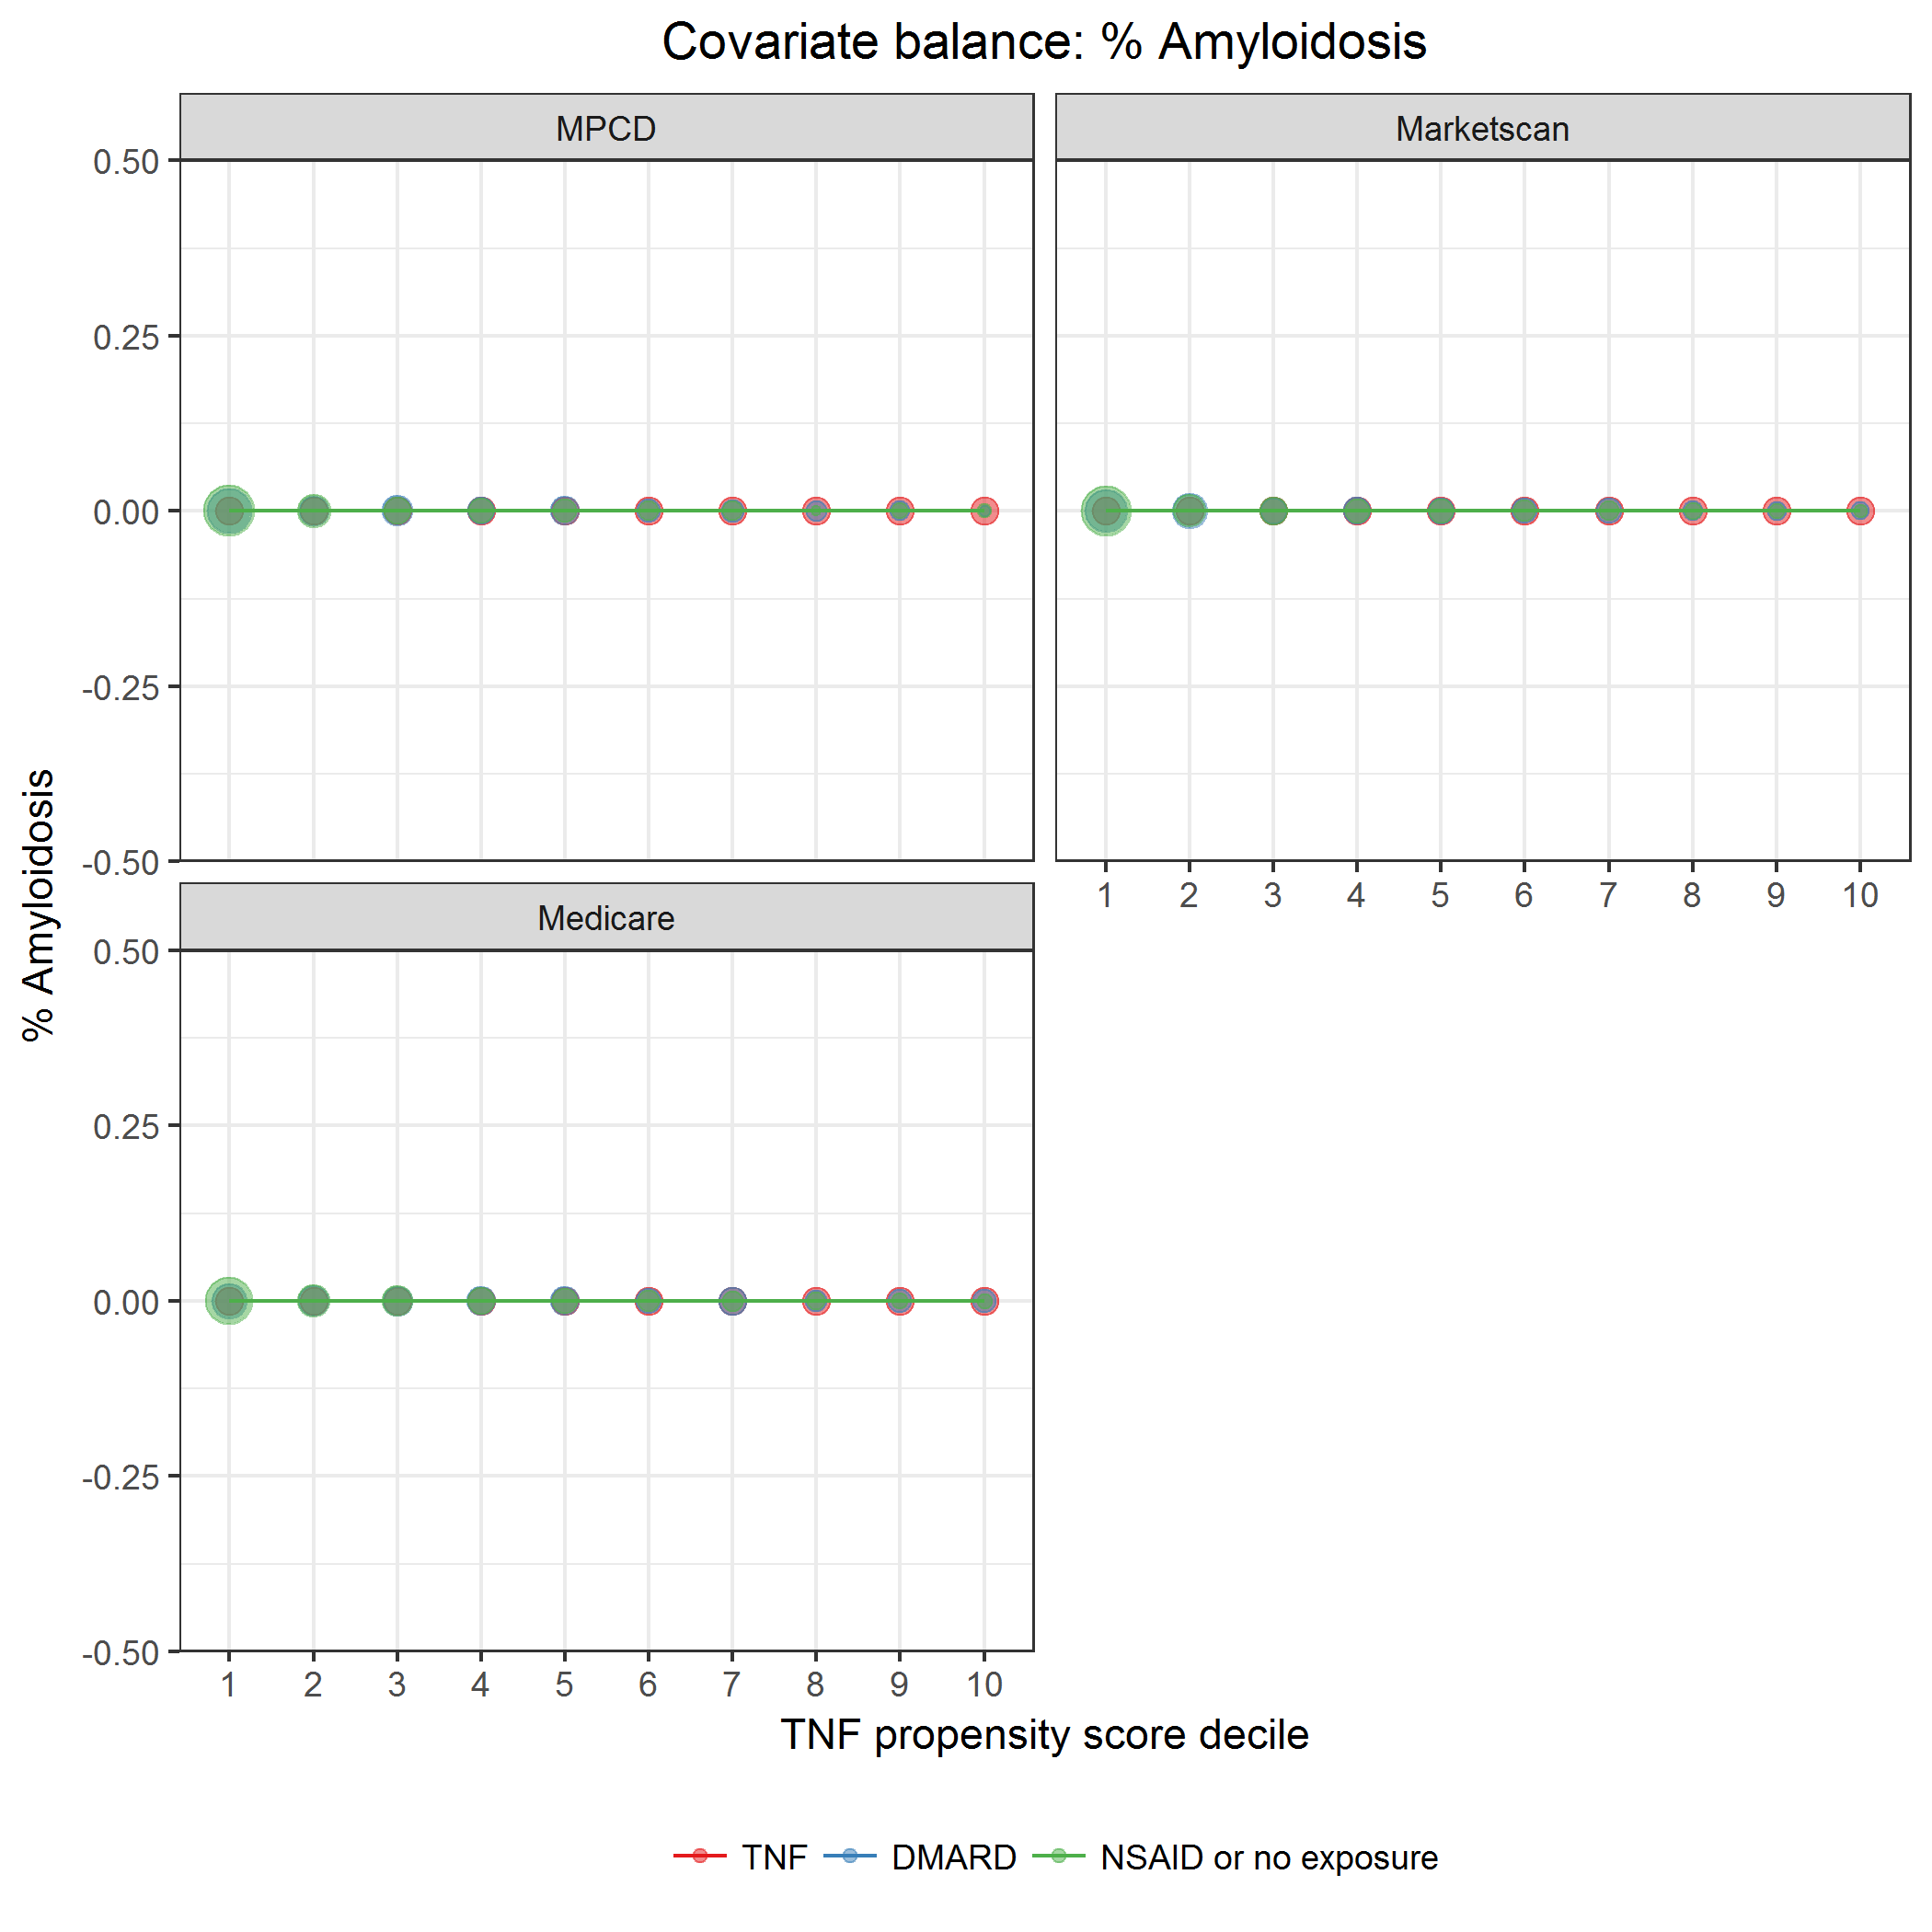 Covariate balance: % Amyloidosis
MPCD
Marketscan
0.50
0.25
0.00
-0.25
-0.50
1 2 3 4 5 6 7 8 9 10
Medicare
0.50
0.25
0.00
-0.25
-0.50
1 2 3 4 5 6 7 8 9 10
% Amyloidosis
TNF propensity score decile
TNF DMARD NSAID or no exposure